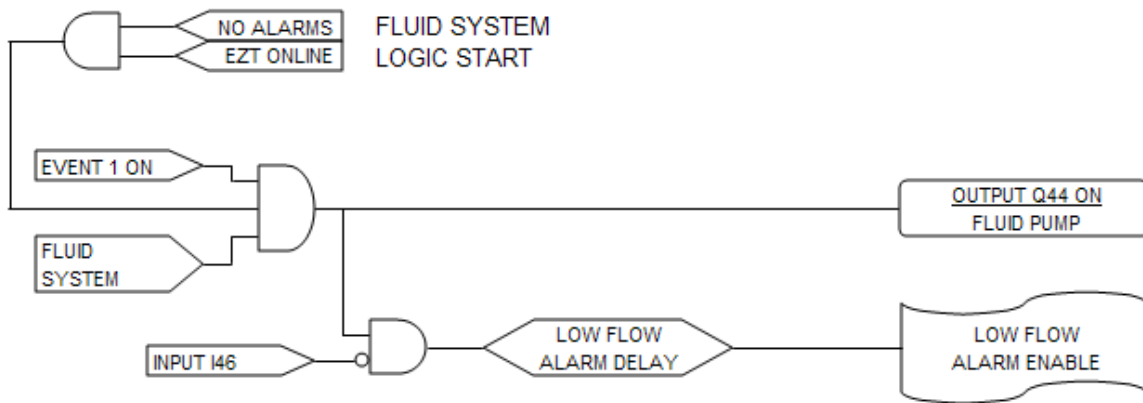 NO ALARMS
EZT ONLINE
FLUID SYSTEM
LOGIC START
EVENT 1 ON
FLUID
SYSTEM
OUTPUT Q44 ON
FLUID PUMP
INPUT I46
LOW FLOW
ALARM DELAY
LOW FLOW
ALARM ENABLE